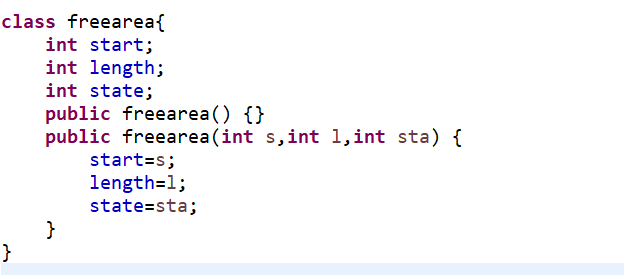 class freearea{
    int start;
    int length;
    int state;
    public freearea() {}
    public freearea(int s,int l,int sta) {
        start=s;
        length=l;
        state=sta;
    }
}